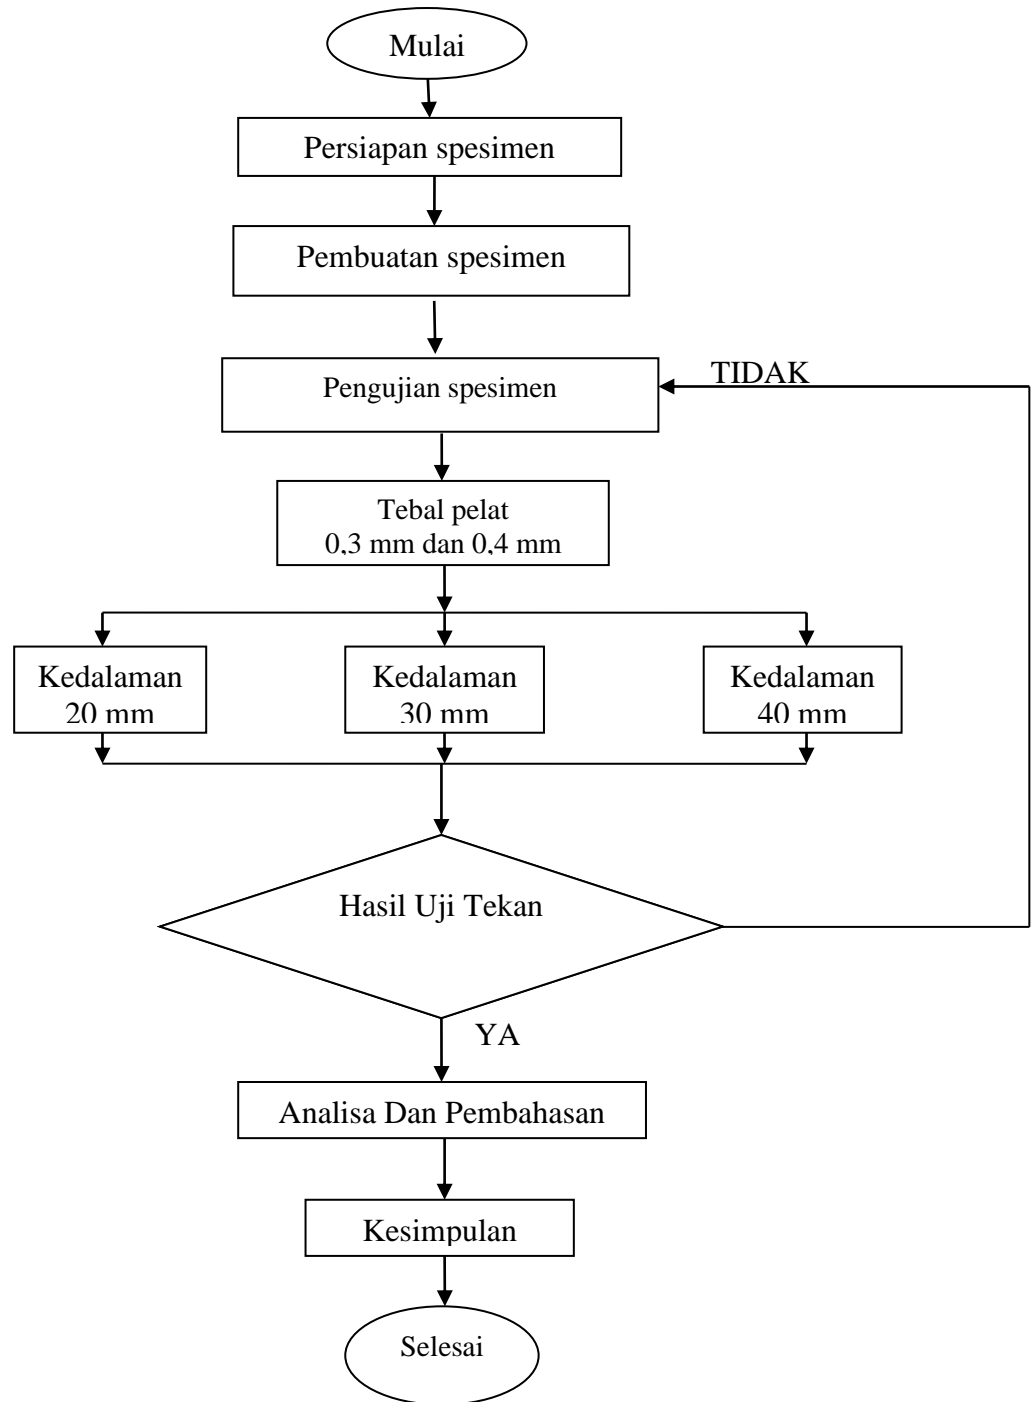 Mulai
Persiapan spesimen
Pembuatan spesimen
Pengujian spesimen
TIDAK
Tebal pelat
0,3 mm dan 0,4 mm
Kedalaman
20 mm
Kedalaman
30 mm
Kedalaman
40 mm
Hasil Uji Tekan
YA
Analisa Dan Pembahasan
Kesimpulan
Selesai